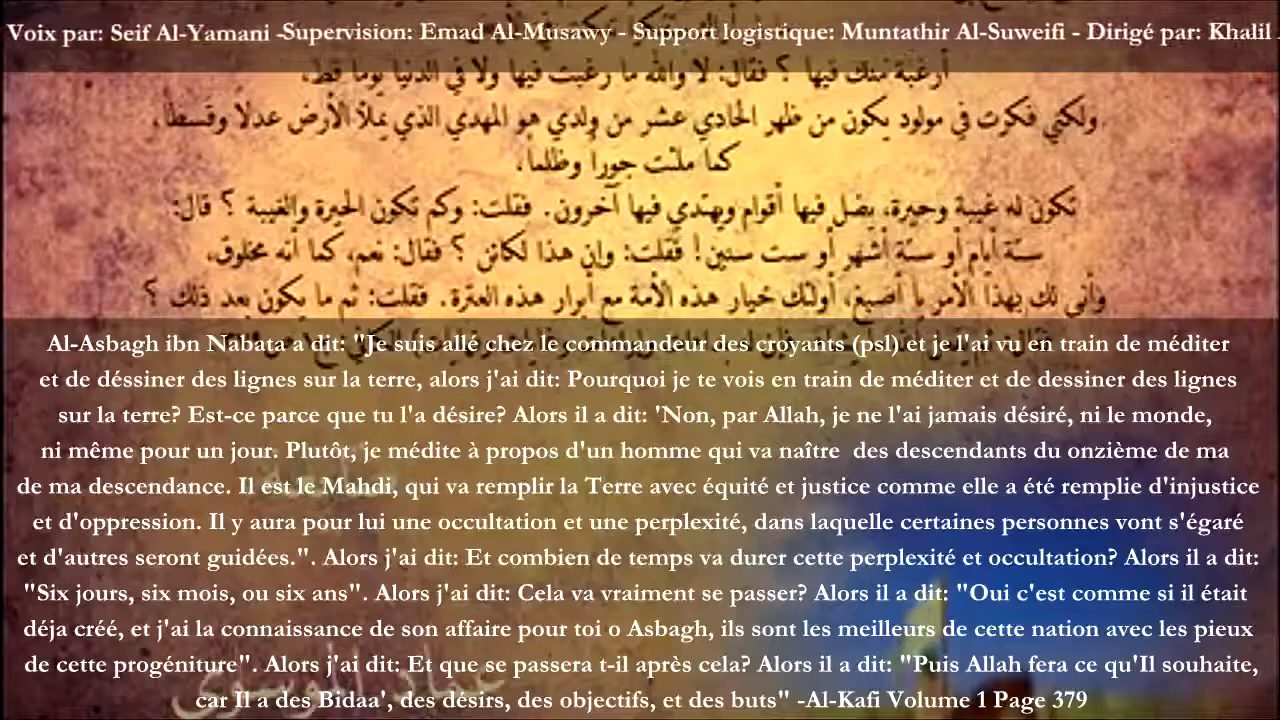 Voix par: Seif Al-Yamani -Supervision: Emad Al-Musawy - Support logistique: Muntathir Al-Suweifi - Dirigé par: Khalil
أرغبة منك فيها ؟ فقال: لا والله ما رغبت فيها ولا في الدنيا يوما قط،
ولكني فكرت في مولود يكون من ظهر الحادي عشر من ولدي هو المهدي الذي يملأ الأرض عدلاً وقسطاً،
كما ملئت جوراً وظلما،
تكون له غيبة وحيرة، يضل فيها أقوام ويهتدي فيها آخرون. فقلت: وكم تكون الحيرة والغيبة ؟ قال:
ستة أيام أو ستة أشهر أو ست سنين! فقلت: وإن هذا لكائن ؟ فقال: نعم، كما أنه مخلوق،
وأنى لك بهذا الأمر يا أصبغ، أولئك خيار هذه الأمة مع أبرار هذه العترة. فقلت: ثم ما يكون بعد ذلك ؟
Al-Asbagh ibn Nabata a dit: "Je suis allé chez le commandeur des croyants (psl) et je l'ai vu en train de méditer
et de déssiner des lignes sur la terre, alors j'ai dit: Pourquoi je te vois en train de méditer et de dessiner des lignes
sur la terre? Est-ce parce que tu l'a désire? Alors il a dit: 'Non, par Allah, je ne l'ai jamais désiré, ni le monde,
ni même pour un jour. Plutôt, je médite à propos d'un homme qui va naître des descendants du onzième de ma
de ma descendance. Il est le Mahdi, qui va remplir la Terre avec équité et justice comme elle a été remplie d'injustice
et d'oppression. Il y aura pour lui une occultation et une perplexité, dans laquelle certaines personnes vont s'égaré
et d'autres seront guidées.". Alors j'ai dit: Et combien de temps va durer cette perplexité et occultation? Alors il a dit:
"Six jours, six mois, ou six ans". Alors j'ai dit: Cela va vraiment se passer? Alors il a dit: "Oui c'est comme si il était
déja créé, et j'ai la connaissance de son affaire pour toi o Asbagh, ils sont les meilleurs de cette nation avec les pieux
de cette progéniture". Alors j'ai dit: Et que se passera t-il après cela? Alors il a dit: "Puis Allah fera ce qu'Il souhaite,
car Il a des Bidaa', des désirs, des objectifs, et des buts" -Al-Kafi Volume 1 Page 379